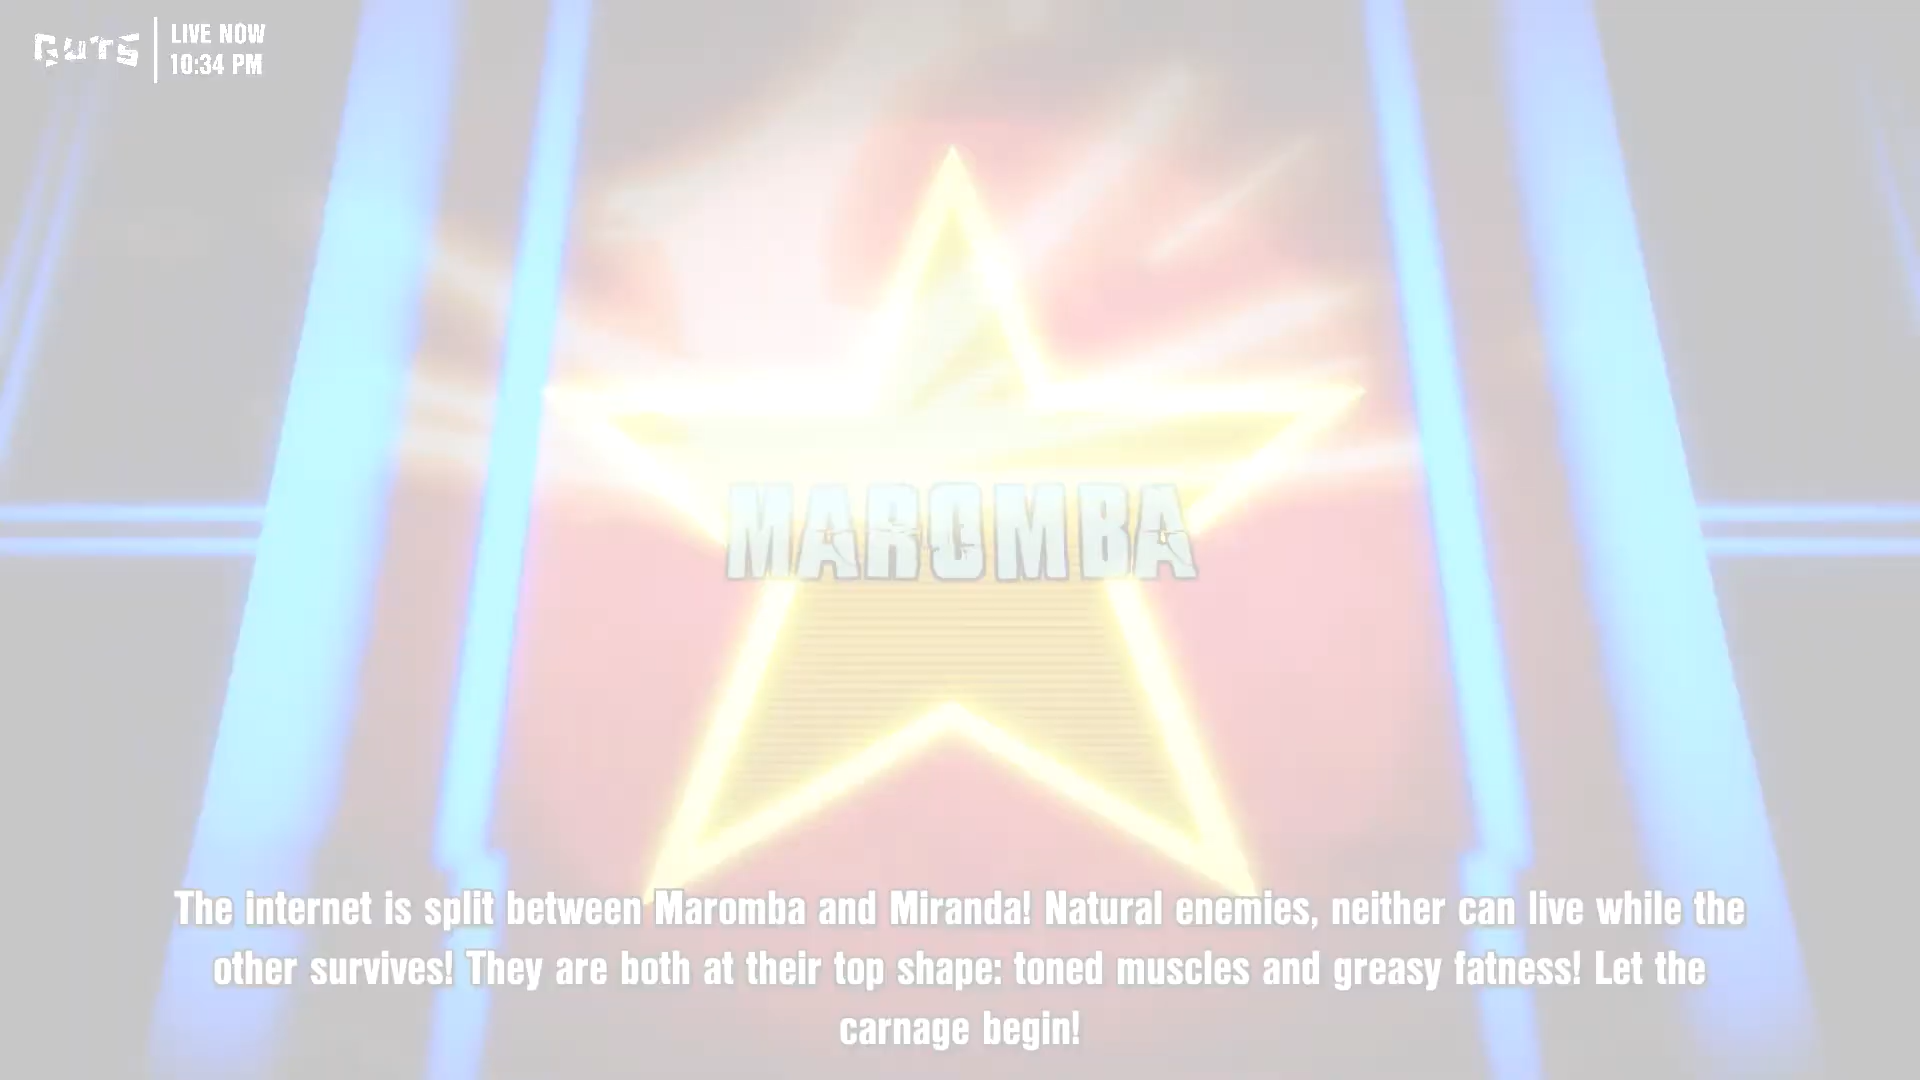 GUTS
LIVE NOW
10:34 PM
MAROMBA
The internet is split between Maromba and Miranda! Natural enemies, neither can live while the
other survives! They are both at their top shape: toned muscles and greasy fatness! Let the
carnage begin!